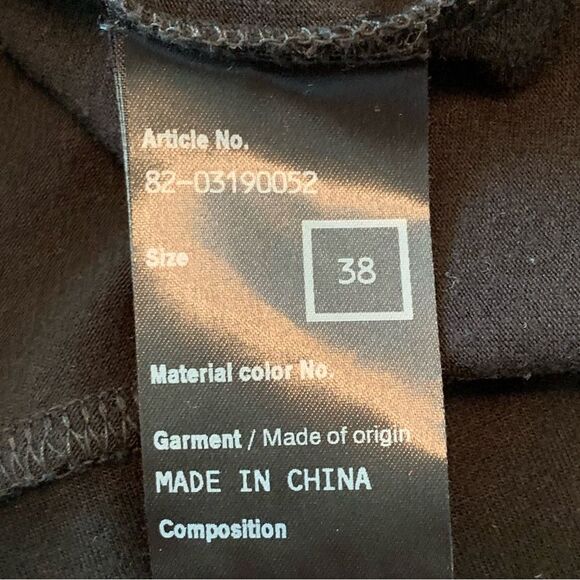 Article No.
82-03190052
Size
38
Material color No.
Garment / Made of origin
MADE IN CHINA
Composition